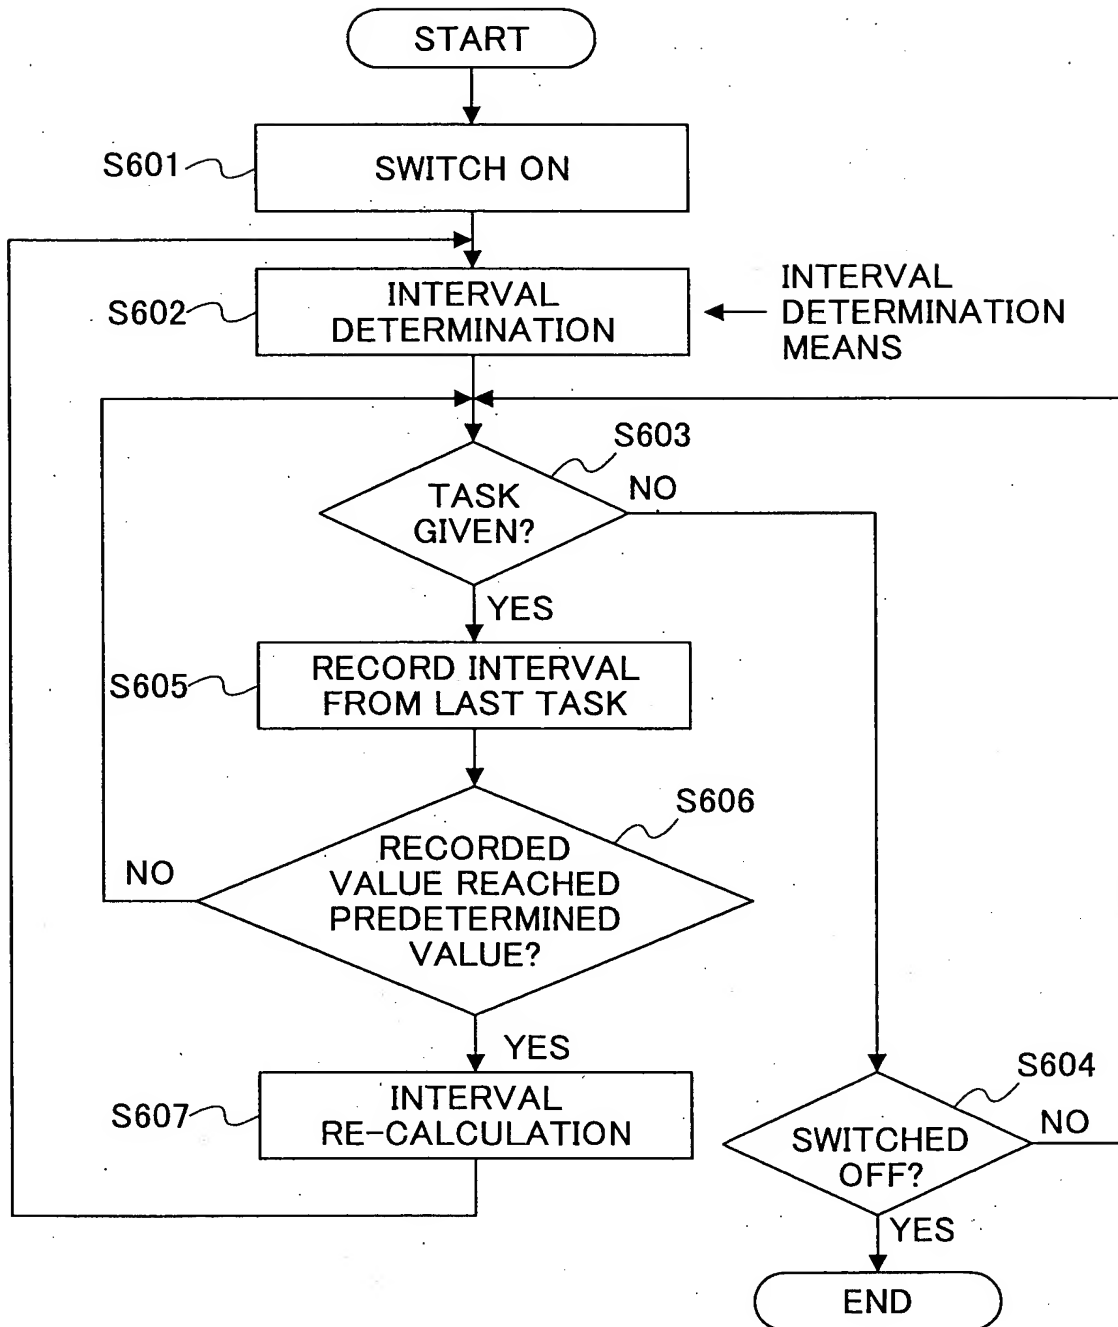 START
S601
SWITCH ON
S602
INTERVAL
DETERMINATION
INTERVAL
DETERMINATION
MEANS
S603
TASK
GIVEN?
NO
YES
S605
RECORD INTERVAL
FROM LAST TASK
S606
RECORDED
VALUE REACHED
PREDETERMINED
VALUE?
NO
YES
S607
INTERVAL
RE-CALCULATION
S604
SWITCHED
OFF?
NO
YES
END